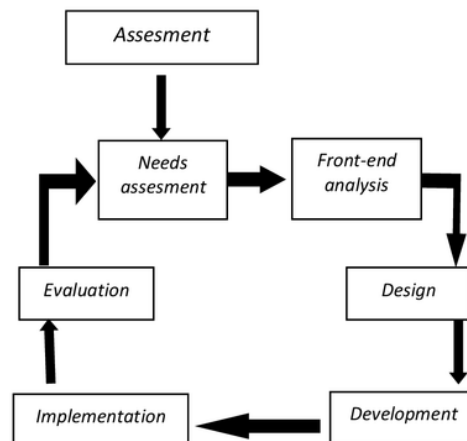 Assesment
Needs
assesment
Front-end
analysis
Evaluation
Design
Implementation
Development